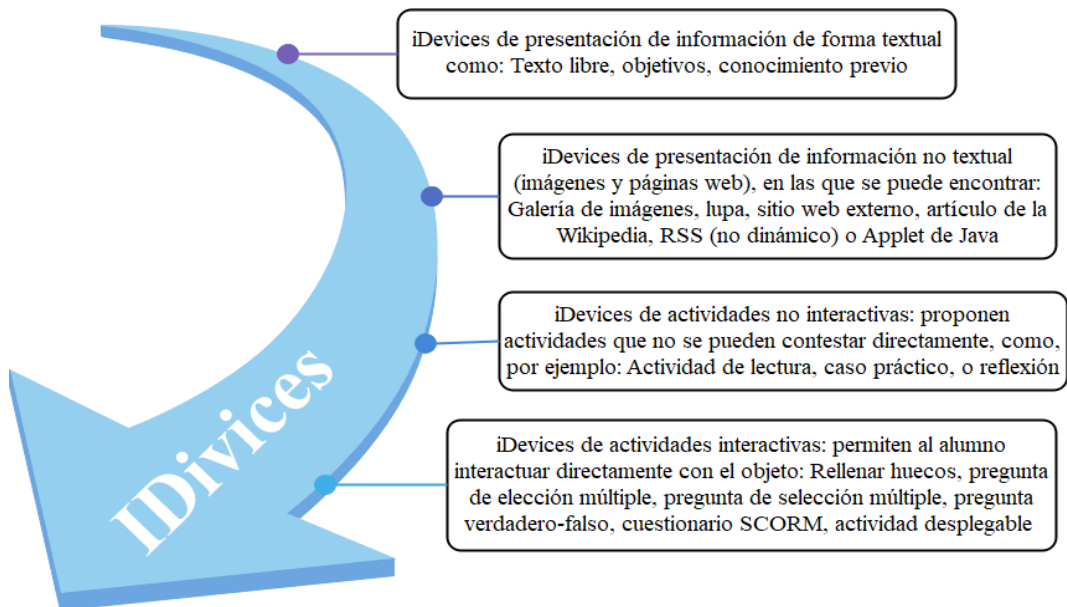 iDevices de presentación de información de forma textual
como: Texto libre, objetivos, conocimiento previo
iDevices de presentación de información no textual
(imágenes y páginas web), en las que se puede encontrar:
Galería de imágenes, lupa, sitio web externo, artículo de la
Wikipedia, RSS (no dinámico) o Applet de Java
iDevices de actividades no interactivas: proponen
actividades que no se pueden contestar directamente, como,
por ejemplo: Actividad de lectura, caso práctico, o reflexión
iDevices de actividades interactivas: permiten al alumno
interactuar directamente con el objeto: Rellenar huecos, pregunta
de elección múltiple, pregunta de selección múltiple, pregunta
verdadero-falso, cuestionario SCORM, actividad desplegable
IDivices